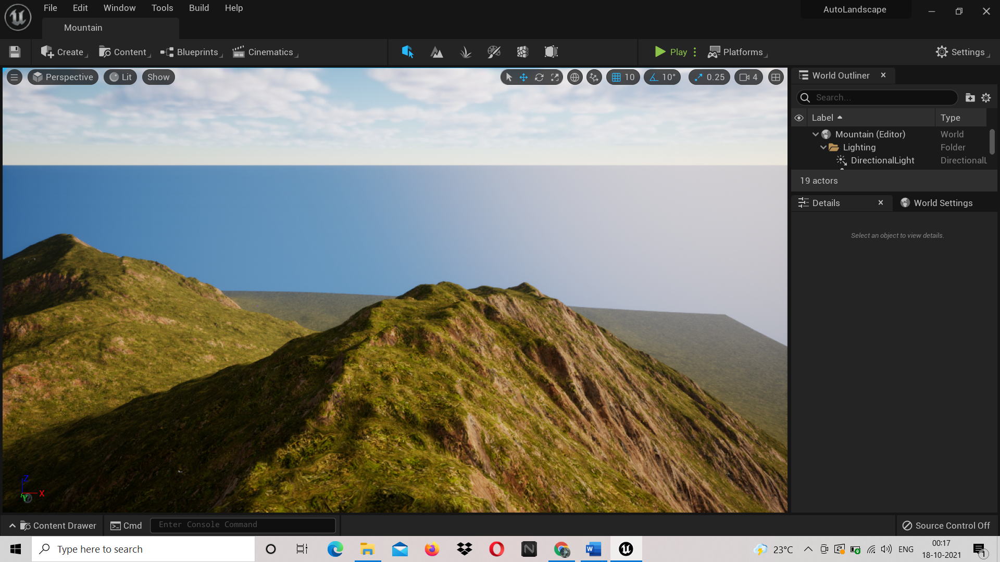 File Edit Window Tools Build Help
AutoLandscape
Mountain
Create Content Blueprints Cinematics
Play Platforms
Settings
Perspective Lit Show
10 10° 0.25 4
World Outliner
Search...
Label Type
Mountain (Editor) World
Lighting Folder
DirectionalLight DirectionalL
19 actors
Details World Settings
Select an object to view details.
Z
X
Y
Content Drawer Cmd Enter Console Command
Source Control Off
Type here to search
23°C ENG
00:17
18-10-2021
1